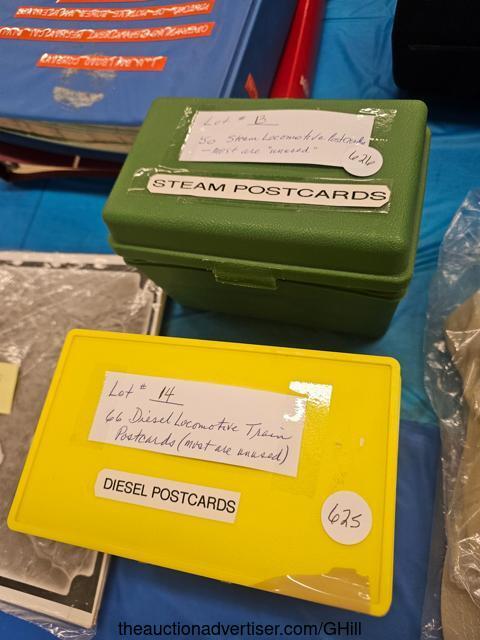 Lot # 13
50 Steam Locomotive Postcards
- most are "unused"
626
STEAM POSTCARDS
Lot # 14
66 Diesel Locomotive Train
Postcards (most are unused)
DIESEL POSTCARDS
625
theauctionadvertiser.com/GHill